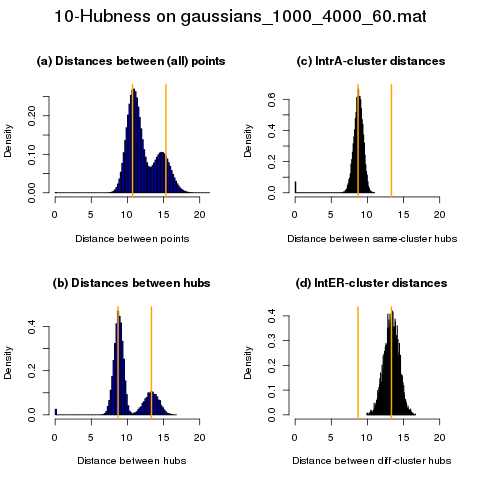 10-Hubness on gaussians_1000_4000_60.mat
(a) Distances between (all) points
Density
0.00 0.10 0.20
0 5 10 15 20
Distance between points
(c) IntrA-cluster distances
Density
0.0 0.2 0.4 0.6
0 5 10 15 20
Distance between same-cluster hubs
(b) Distances between hubs
Density
0.0 0.2 0.4
0 5 10 15 20
Distance between hubs
(d) IntER-cluster distances
Density
0.0 0.1 0.2 0.3 0.4
0 5 10 15 20
Distance between diff-cluster hubs